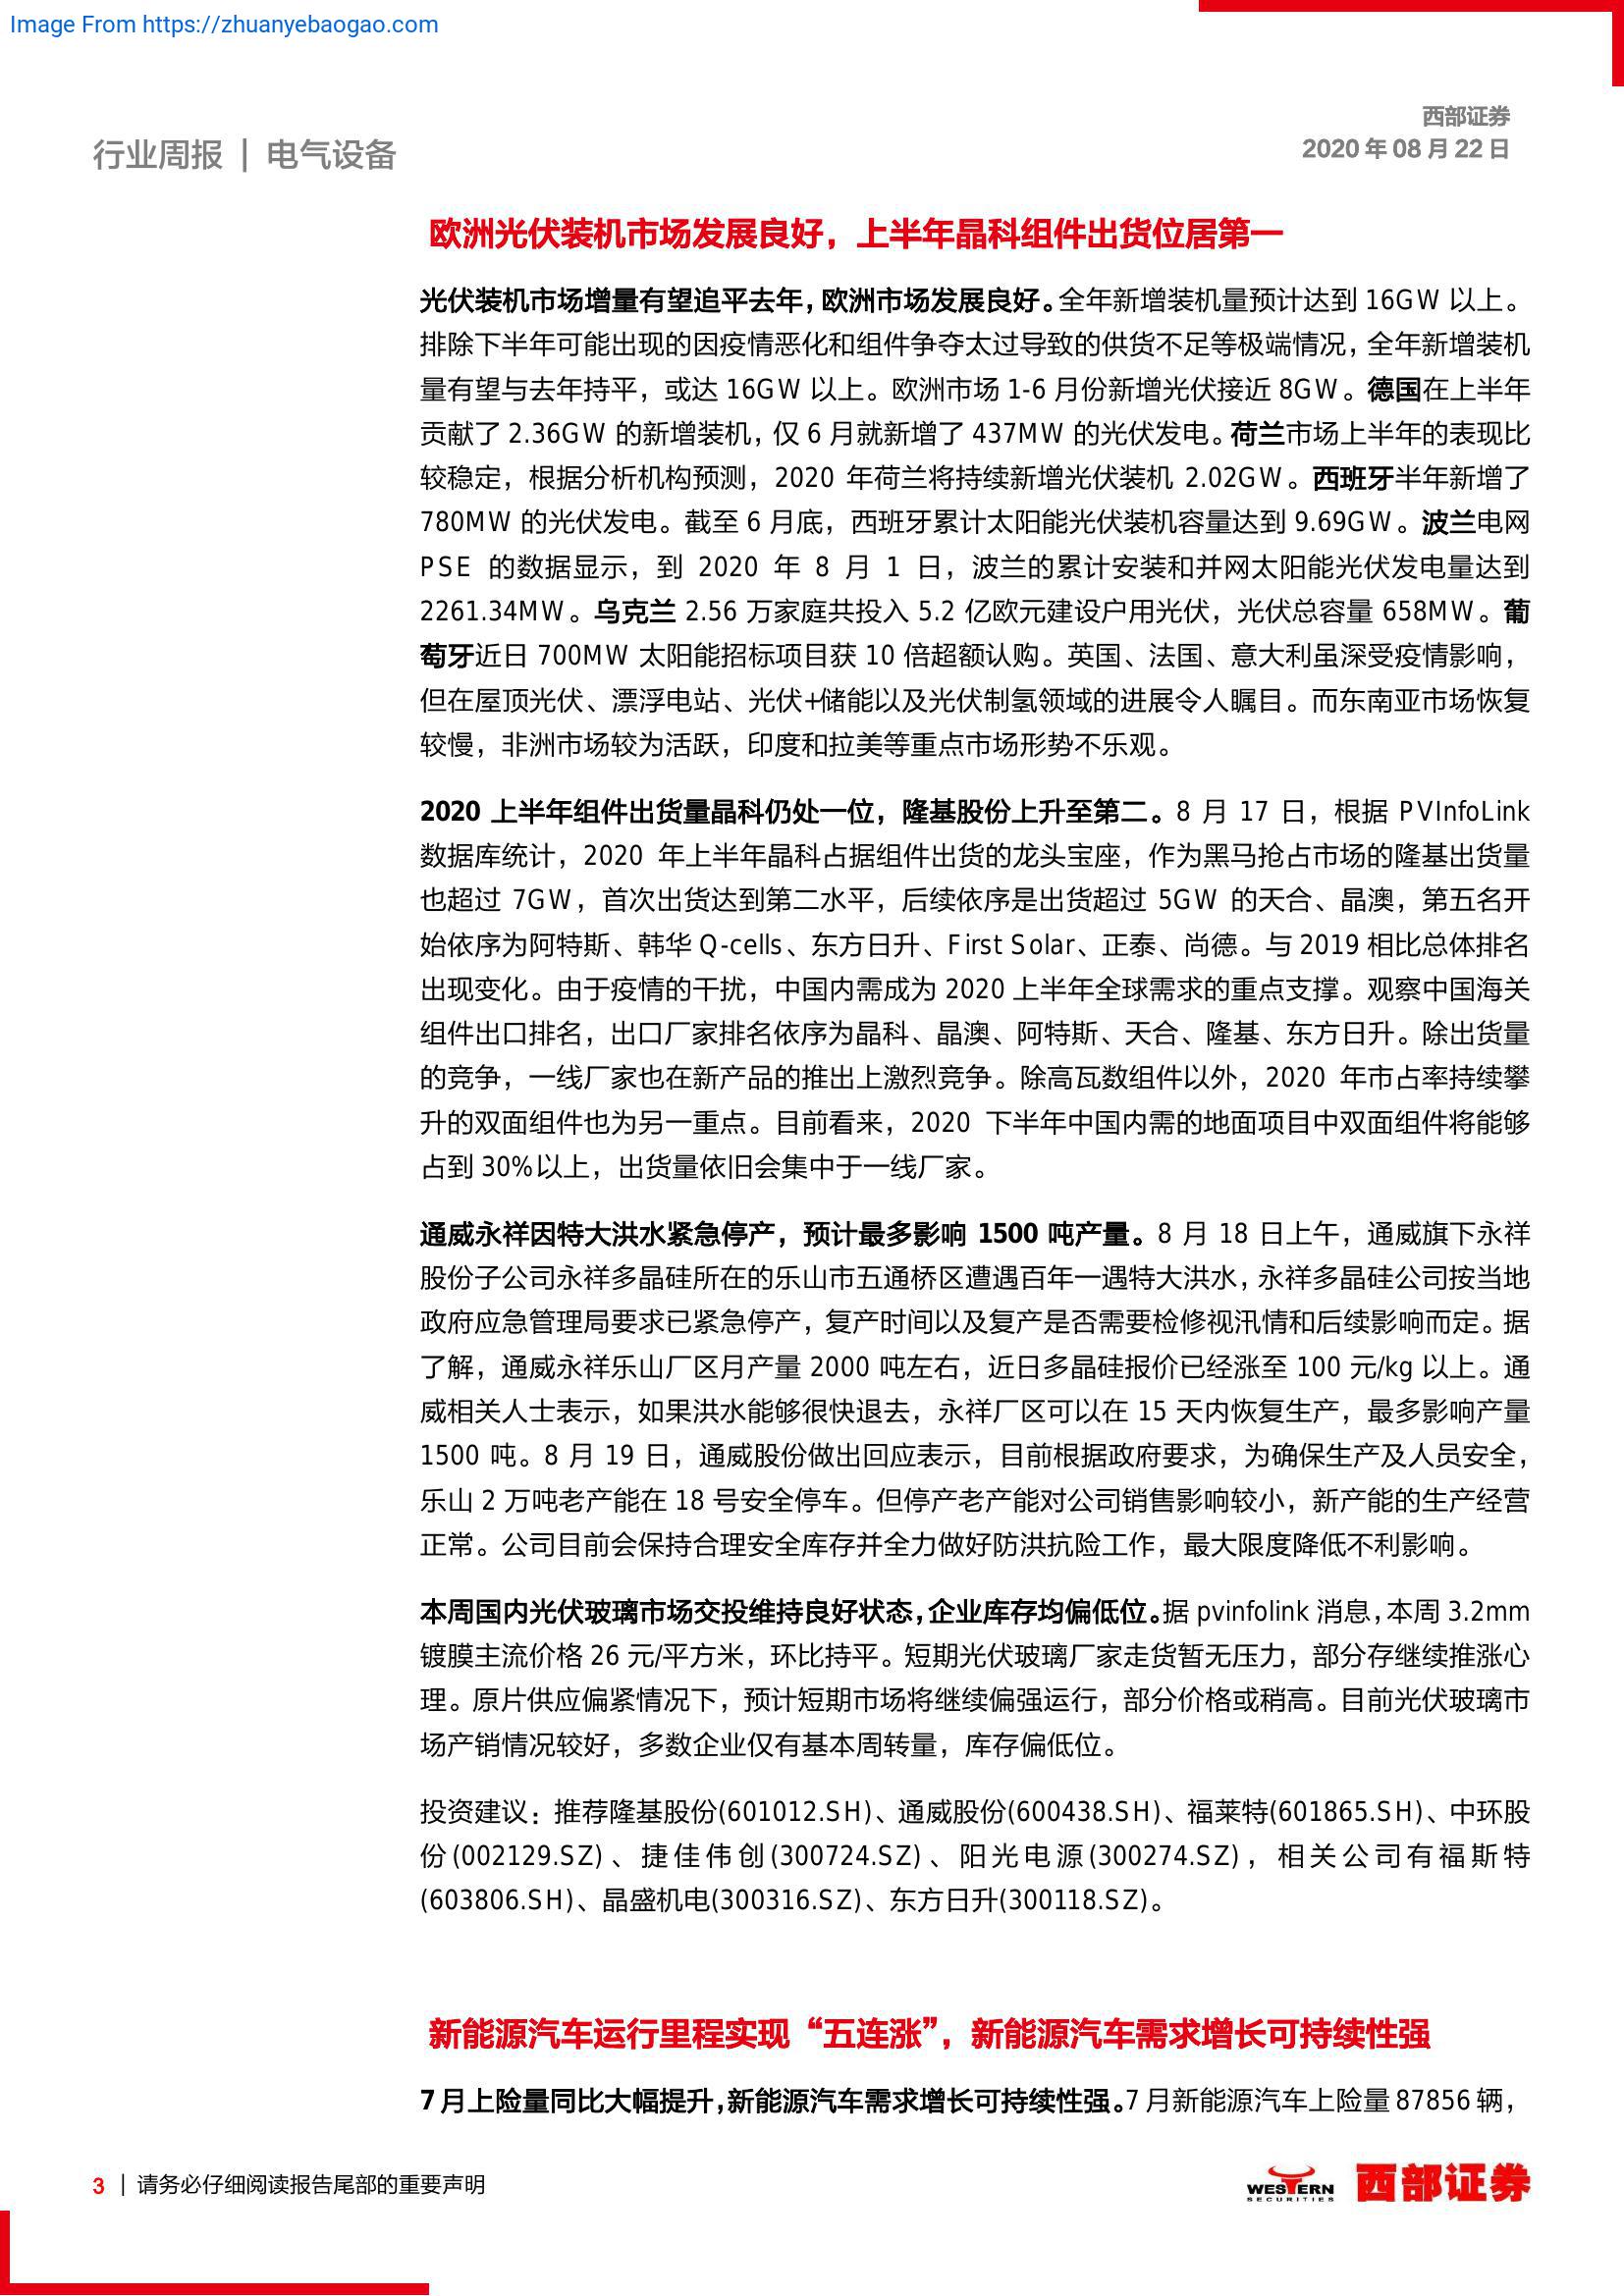 Image From https://zhuanyebaogao.com
西部证券
行业周报 | 电气设备
2020 年 08 月 22 日
欧洲光伏装机市场发展良好，上半年晶科组件出货位居第一
光伏装机市场增量有望追平去年，欧洲市场发展良好。全年新增装机量预计达到 16GW 以上。
排除下半年可能出现的因疫情恶化和组件争夺太过导致的供货不足等极端情况，全年新增装机
量有望与去年持平，或达 16GW 以上。欧洲市场 1-6 月份新增光伏接近 8GW。德国在上半年
贡献了 2.36GW 的新增装机，仅 6 月就新增了 437MW 的光伏发电。荷兰市场上半年的表现比
较稳定，根据分析机构预测，2020 年荷兰将持续新增光伏装机 2.02GW。西班牙半年新增了
780MW 的光伏发电。截至 6 月底，西班牙累计太阳能光伏装机容量达到 9.69GW。波兰电网
PSE 的数据显示，到 2020 年 8 月 1 日，波兰的累计安装和并网太阳能光伏发电量达到
2261.34MW。乌克兰 2.56 万家庭共投入 5.2 亿欧元建设户用光伏，光伏总容量 658MW。葡
萄牙近日 700MW 太阳能招标项目获 10 倍超额认购。英国、法国、意大利虽深受疫情影响，
但在屋顶光伏、漂浮电站、光伏+储能以及光伏制氢领域的进展令人瞩目。而东南亚市场恢复
较慢，非洲市场较为活跃，印度和拉美等重点市场形势不乐观。
2020 上半年组件出货量晶科仍处一位，隆基股份上升至第二。8 月 17 日，根据 PVInfoLink
数据库统计，2020 年上半年晶科占据组件出货的龙头宝座，作为黑马抢占市场的隆基出货量
也超过 7GW，首次出货达到第二水平，后续依序是出货超过 5GW 的天合、晶澳，第五名开
始依序为阿特斯、韩华 Q-cells、东方日升、First Solar、正泰、尚德。与 2019 相比总体排名
出现变化。由于疫情的干扰，中国内需成为 2020 上半年全球需求的重点支撑。观察中国海关
组件出口排名，出口厂家排名依序为晶科、晶澳、阿特斯、天合、隆基、东方日升。除出货量
的竞争，一线厂家也在新产品的推出上激烈竞争。除高瓦数组件以外，2020 年市占率持续攀
升的双面组件也为另一重点。目前看来，2020 下半年中国内需的地面项目中双面组件将能够
占到 30%以上，出货量依旧会集中于一线厂家。
通威永祥因特大洪水紧急停产，预计最多影响 1500 吨产量。8 月 18 日上午，通威旗下永祥
股份子公司永祥多晶硅所在的乐山市五通桥区遭遇百年一遇特大洪水，永祥多晶硅公司按当地
政府应急管理局要求已紧急停产，复产时间以及复产是否需要检修视汛情和后续影响而定。据
了解，通威永祥乐山厂区月产量 2000 吨左右，近日多晶硅报价已经涨至 100 元/kg 以上。通
威相关人士表示，如果洪水能够很快退去，永祥厂区可以在 15 天内恢复生产，最多影响产量
1500 吨。8 月 19 日，通威股份做出回应表示，目前根据政府要求，为确保生产及人员安全，
乐山 2 万吨老产能在 18 号安全停车。但停产老产能对公司销售影响较小，新产能的生产经营
正常。公司目前会保持合理安全库存并全力做好防洪抗险工作，最大限度降低不利影响。
本周国内光伏玻璃市场交投维持良好状态，企业库存均偏低位。据 pvinfolink 消息，本周 3.2mm
镀膜主流价格 26 元/平方米，环比持平。短期光伏玻璃厂家走货暂无压力，部分存继续推涨心
理。原片供应偏紧情况下，预计短期市场将继续偏强运行，部分价格或稍高。目前光伏玻璃市
场产销情况较好，多数企业仅有基本周转量，库存偏低位。
投资建议：推荐隆基股份(601012.SH)、通威股份(600438.SH)、福莱特(601865.SH)、中环股
份(002129.SZ)、捷佳伟创(300724.SZ)、阳光电源(300274.SZ)，相关公司有福斯特
(603806.SH)、晶盛机电(300316.SZ)、东方日升(300118.SZ)。
新能源汽车运行里程实现“五连涨”，新能源汽车需求增长可持续性强
7 月上险量同比大幅提升，新能源汽车需求增长可持续性强。7 月新能源汽车上险量 87856 辆，
3 | 请务必仔细阅读报告尾部的重要声明
WESTERN
SECURITIES
西部证券